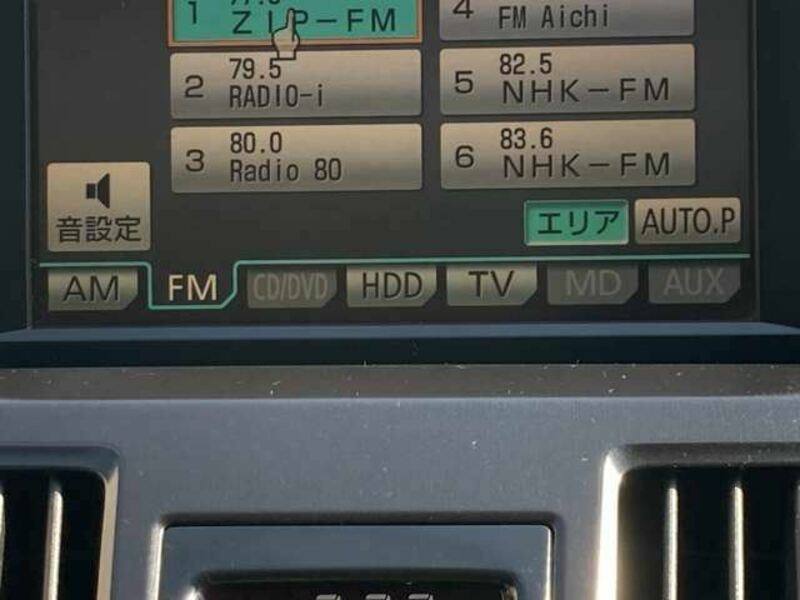 1
ZIP-FM
4
FM Aichi
2
79.5
RADIO-i
5
82.5
NHK-FM
3
80.0
Radio 80
6
83.6
NHK-FM
音設定
エリア
AUTO.P
AM
FM
CD/DVD
HDD
TV
MD
AUX